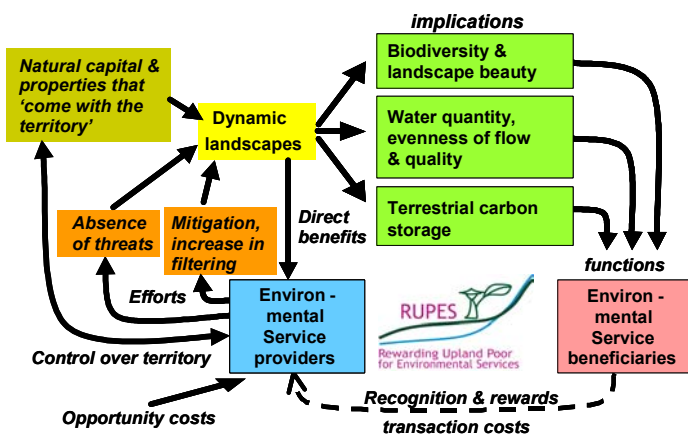 implications
Natural capital &
properties that
‘come with the
territory’
Dynamic
landscapes
Biodiversity &
landscape beauty
Water quantity,
evenness of flow
& quality
Terrestrial carbon
storage
Absence
of threats
Mitigation,
increase in
filtering
Direct
benefits
Efforts
functions
Environ -
mental
Service
providers
RUPES
Rewarding Upland Poor
for Environmental Services
Environ -
mental
Service
beneficiaries
Control over territory
Opportunity costs
Recognition & rewards
transaction costs